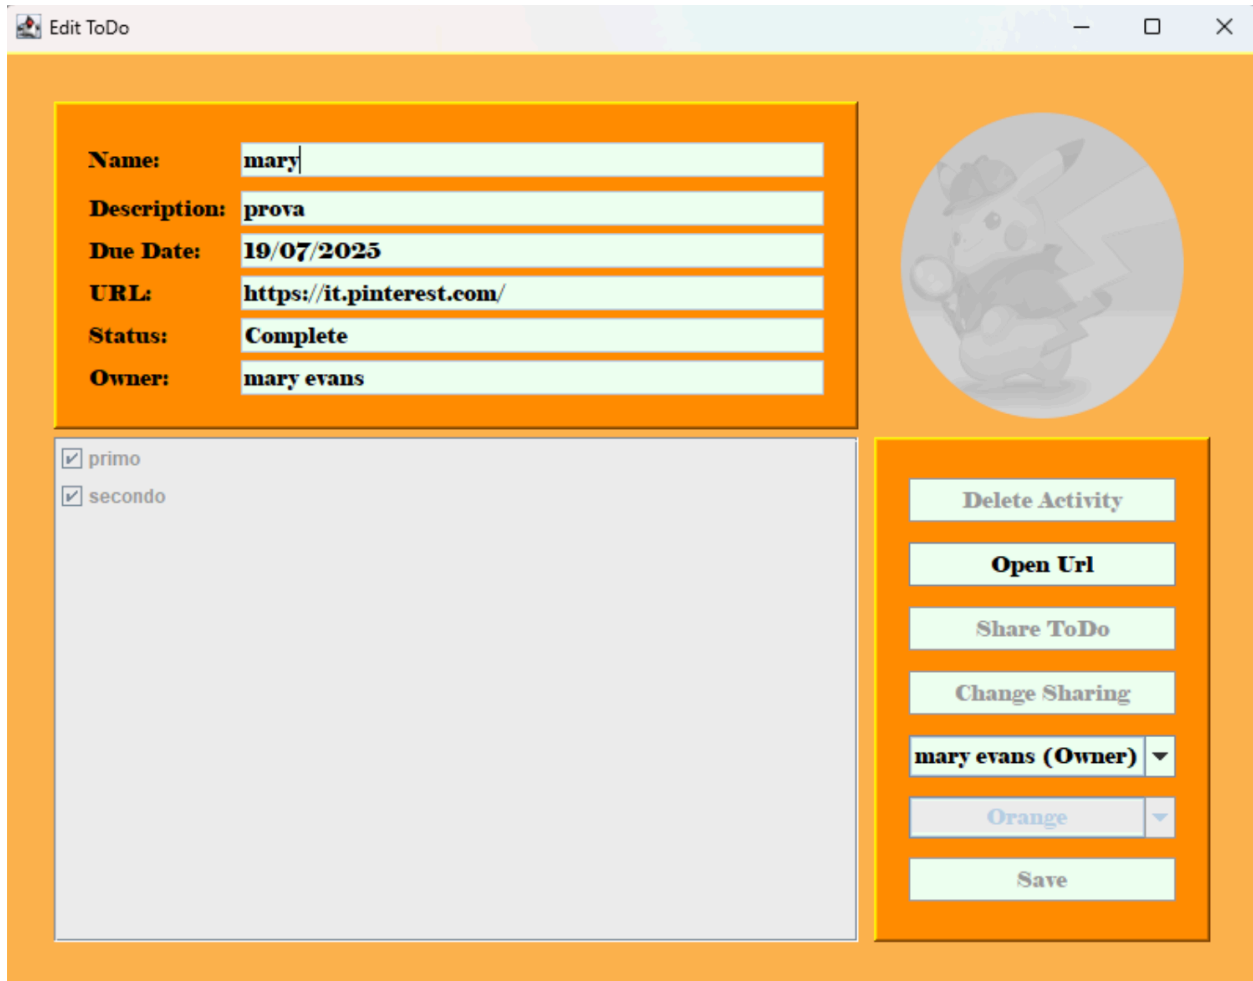 Edit ToDo
Name: mary
Description: prova
Due Date: 19/07/2025
URL: https://it.pinterest.com/
Status: Complete
Owner: mary evans
primo
secondo
Delete Activity
Open Url
Share ToDo
Change Sharing
mary evans (Owner)
Orange
Save